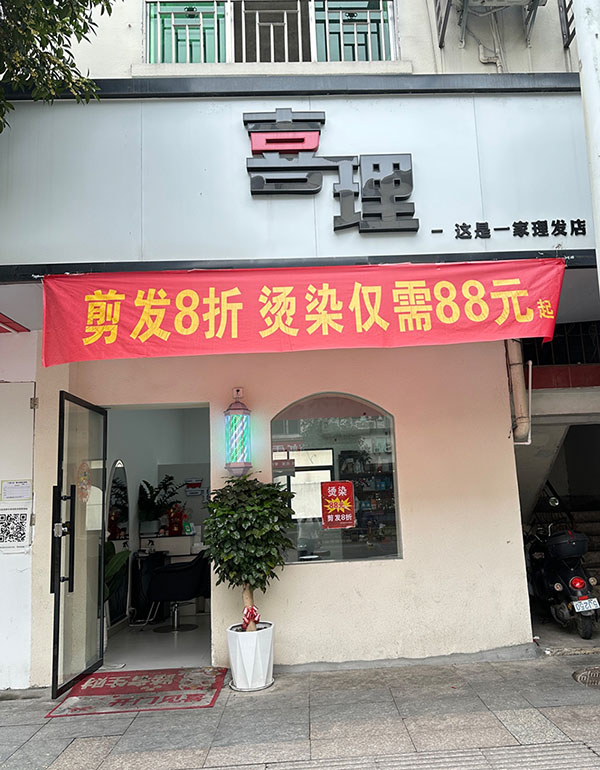 喜理
- 这是一家理发店
剪发8折 烫染仅需88元起
烫染
剪发8折